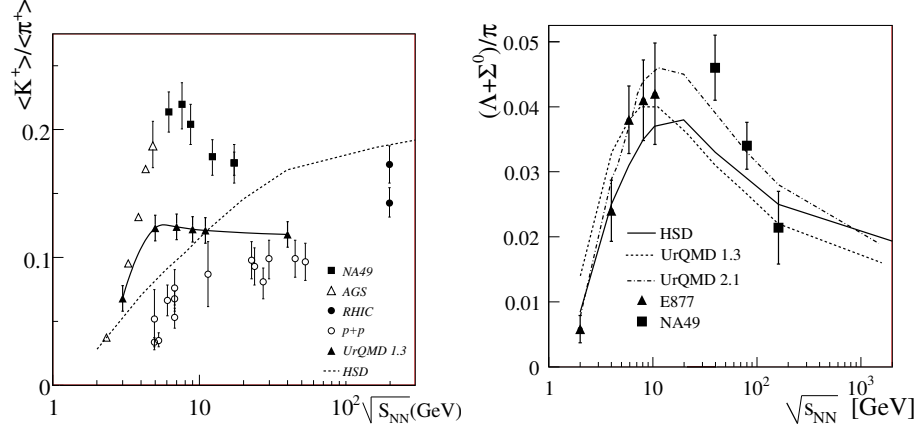 <K⁺>/<π⁺>
0.2
0.1
0
NA49
AGS
RHIC
p+p
UrQMD 1.3
HSD
1
10
10²
√S_NN (GeV)
(Λ+Σ⁰)/π
0.05
0.04
0.03
0.02
0.01
0
HSD
UrQMD 1.3
UrQMD 2.1
E877
NA49
1
10
10²
10³
√s_NN [GeV]